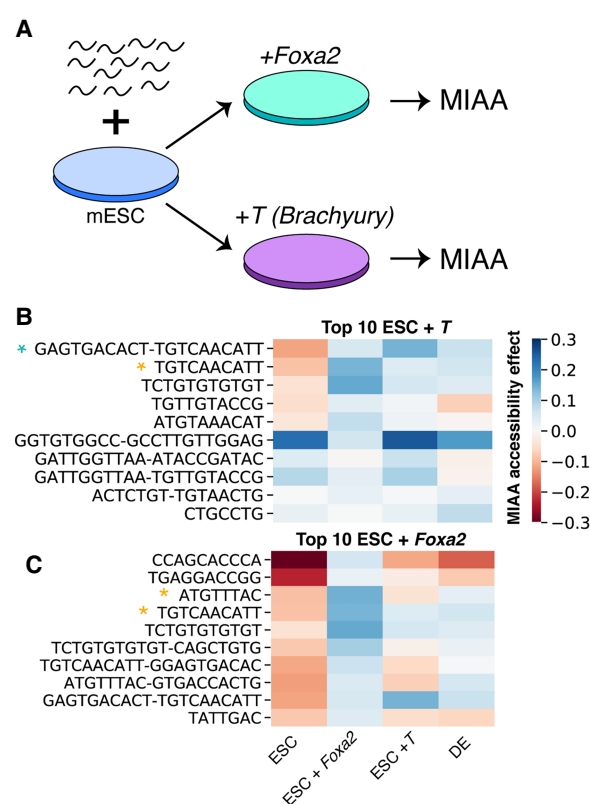 A
+Foxa2
MIAA
+
mESC
+T (Brachyury)
MIAA
B
Top 10 ESC + T
* GAGTGACACT-TGTCAACATT
* TGTCAACATT
TCTGTGTGTGT
TGTTGTACCG
ATGTAAACAT
GGTGTGGCC-GCCTTGTTGGAG
GATTGGTTAA-ATACCGATAC
GATTGGTTAA-TGTTGTACCG
ACTCTGT-TGTAACTG
CTGCCTG
0.3
0.2
0.1
0.0
−0.1
−0.2
−0.3
MIAA accessibility effect
C
Top 10 ESC + Foxa2
CCAGCACCCA
TGAGGACCGG
* ATGTTTAC
* TGTCAACATT
TCTGTGTGTGT
TCTGTGTGTGT-CAGCTGTG
TGTCAACATT-GGAGTGACAC
ATGTTTAC-GTGACCACTG
GAGTGACACT-TGTCAACATT
TATTGAC
ESC
ESC + Foxa2
ESC +T
DE